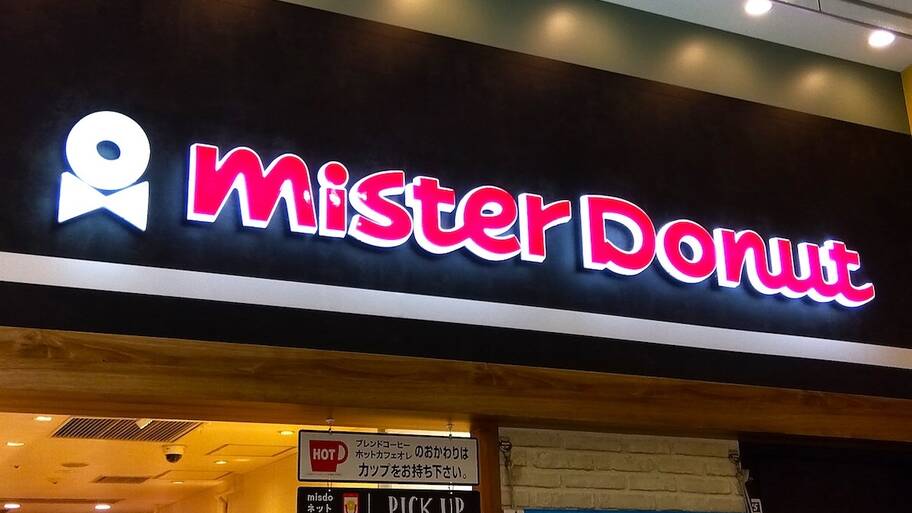 mister Donut
HOT
ブレンドコーヒー
ホットカフェオレ
のおかわりは
カップをお持ち下さい。
misdo
ネット
PICK UP